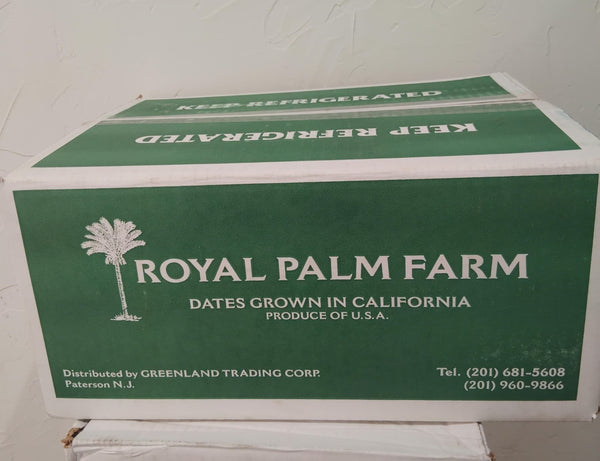 KEEP REFRIGERATED
KEEP REFRIGERATED
ROYAL PALM FARM
DATES GROWN IN CALIFORNIA
PRODUCE OF U.S.A.
Distributed by GREENLAND TRADING CORP.
Paterson N.J.
Tel. (201) 681-5608
(201) 960-9866